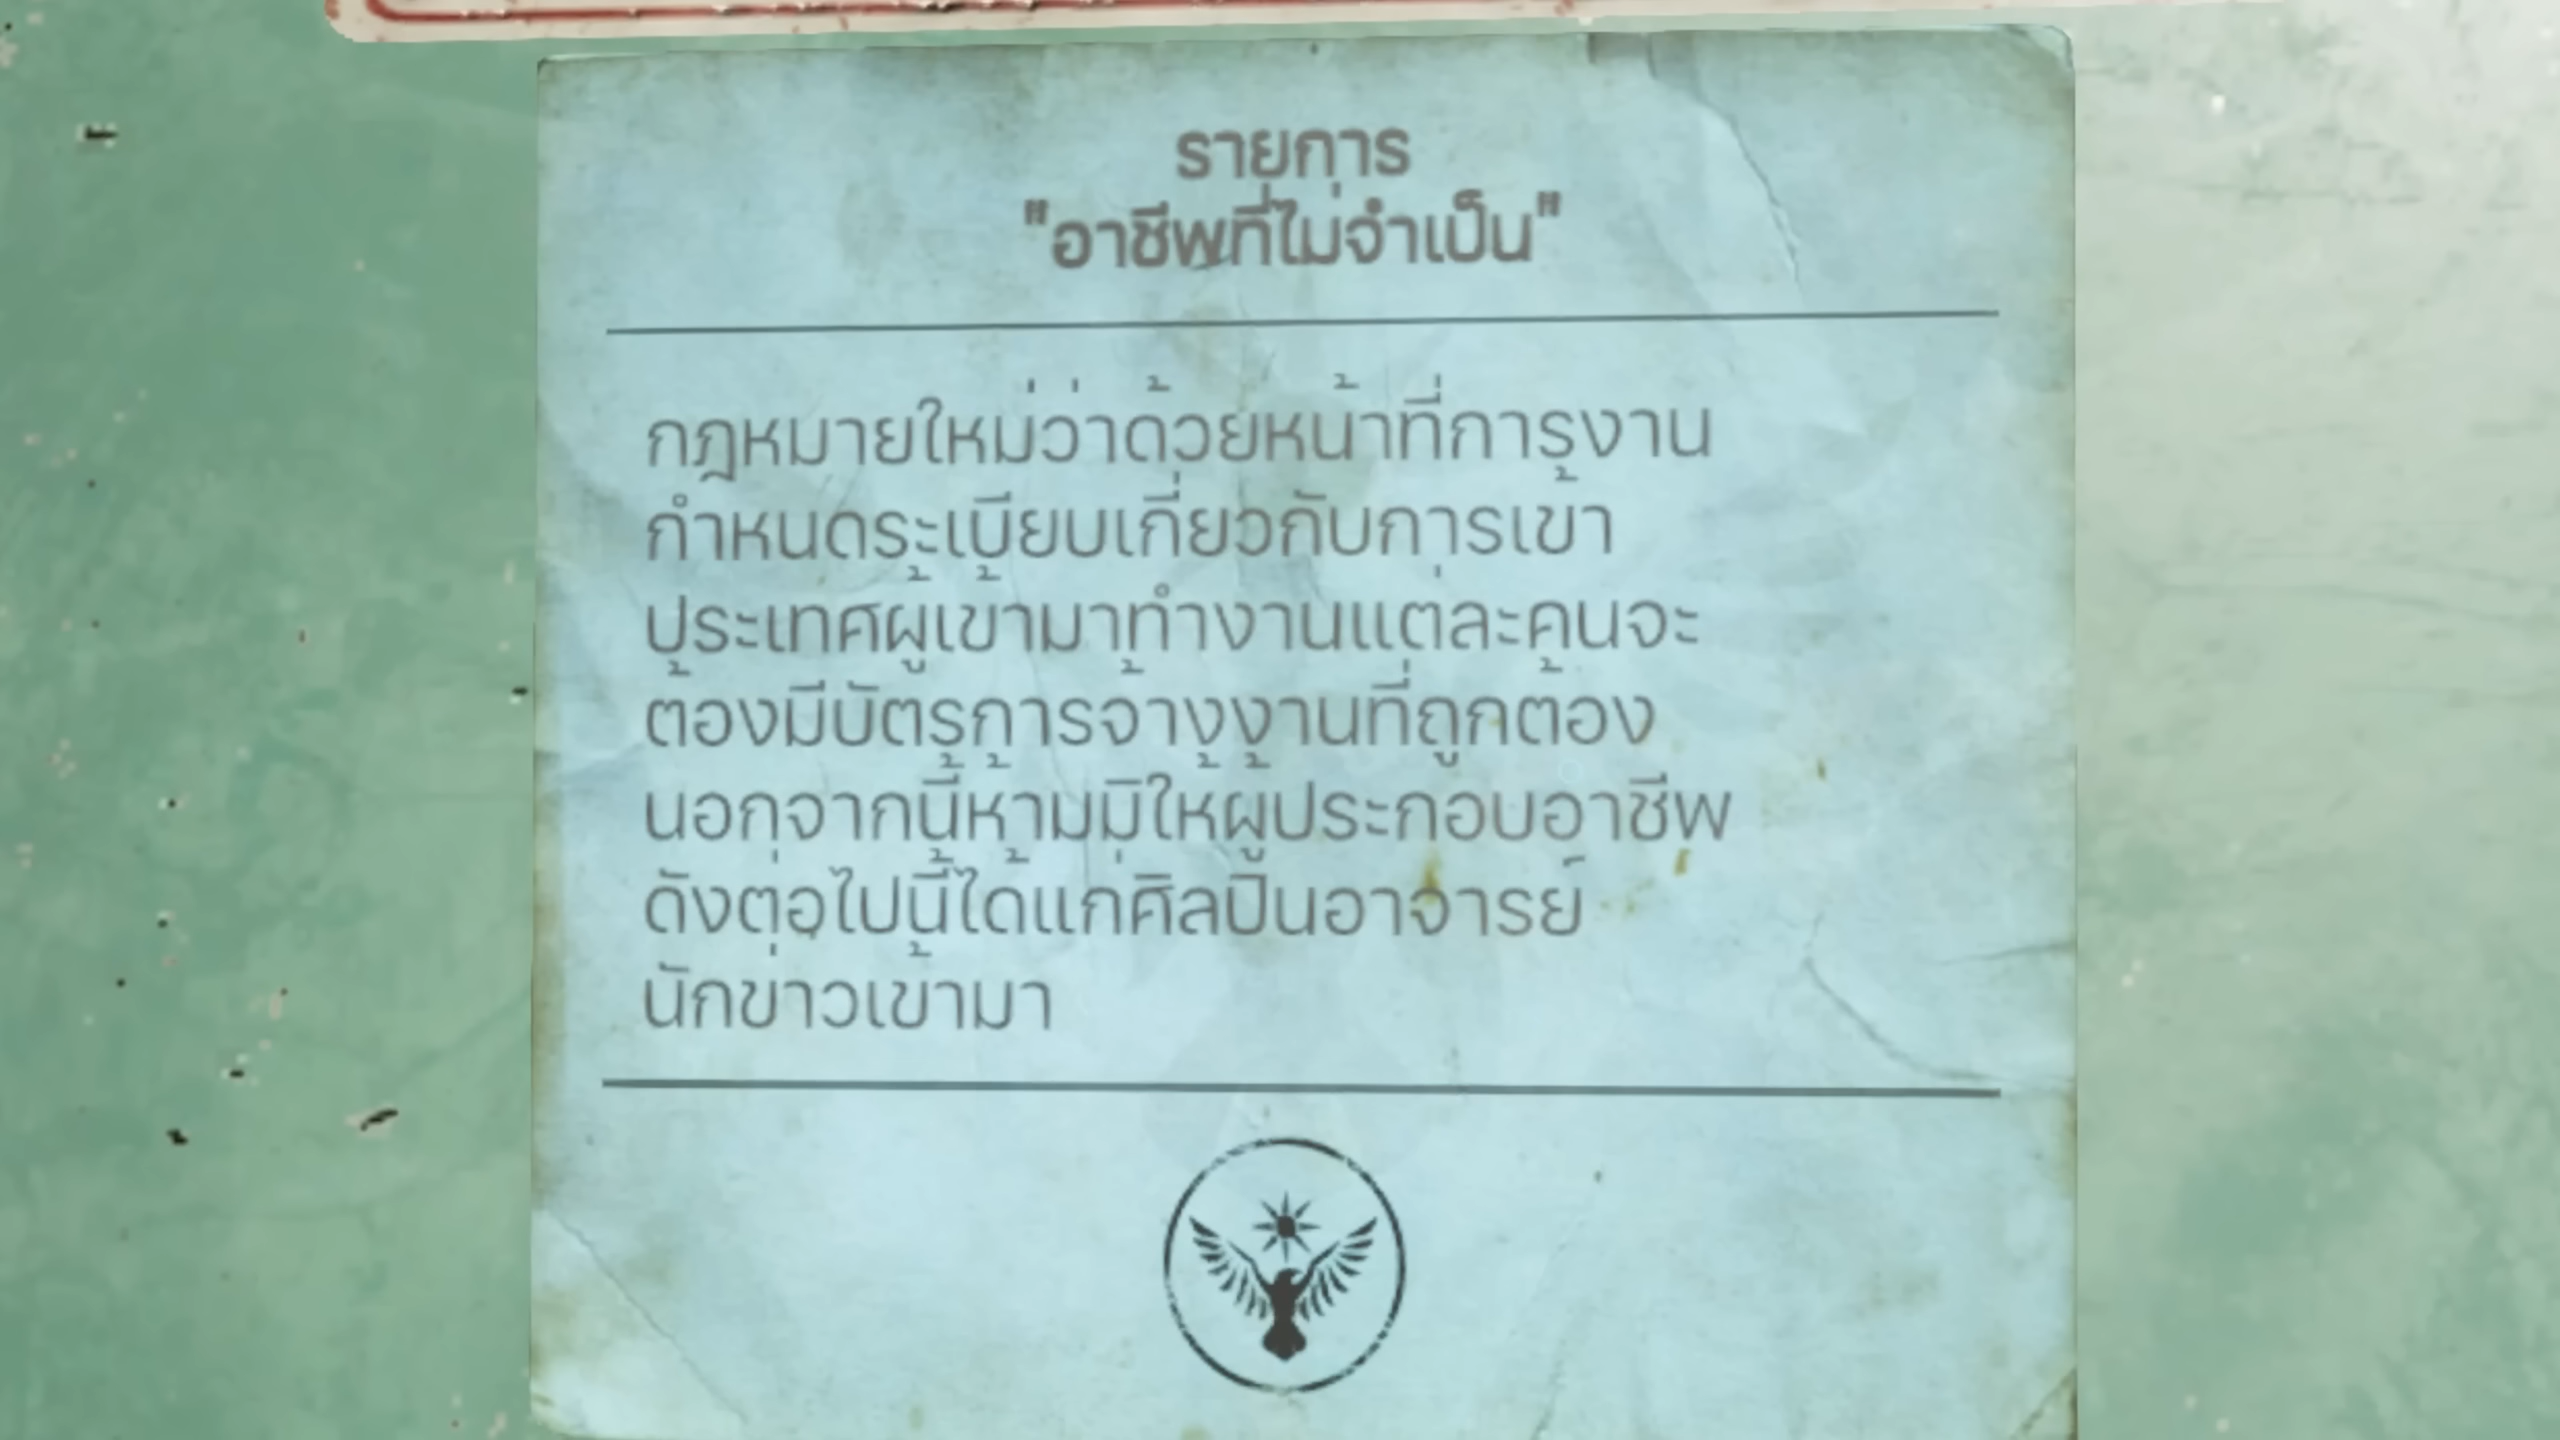 รายการ
"อาชีพที่ไม่จำเป็น"
กฎหมายใหม่ว่าด้วยหน้าที่การงาน
กำหนดระเบียบเกี่ยวกับการเข้า
ประเทศผู้เข้ามาทำงานแต่ละคนจะ
ต้องมีบัตรการจ้างงานที่ถูกต้อง
นอกจากนี้ห้ามมิให้ผู้ประกอบอาชีพ
ดังต่อไปนี้ได้แก่ศิลปินอาจารย์
นักข่าวเข้ามา